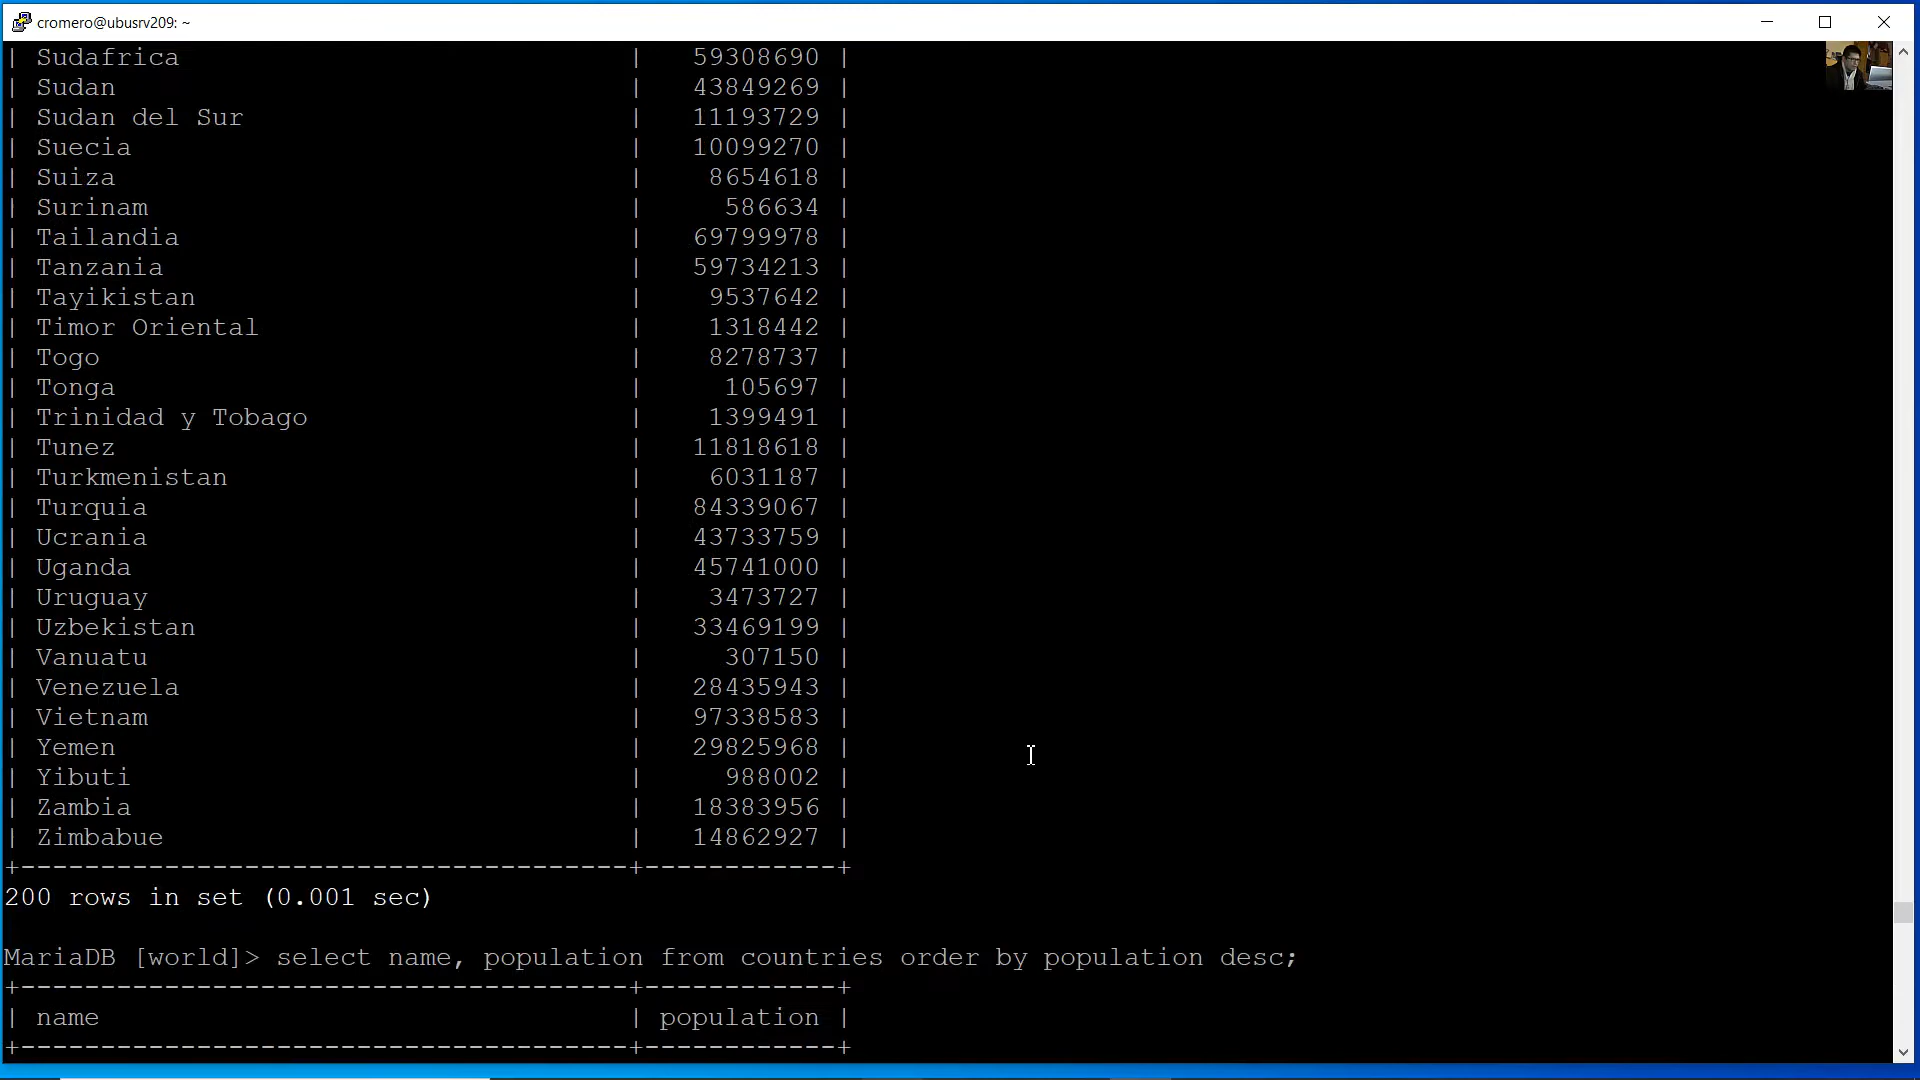 cromero@ubusrv209: ~
| Sudafrica | 59308690 |
| Sudan | 43849269 |
| Sudan del Sur | 11193729 |
| Suecia | 10099270 |
| Suiza | 8654618 |
| Surinam | 586634 |
| Tailandia | 69799978 |
| Tanzania | 59734213 |
| Tayikistan | 9537642 |
| Timor Oriental | 1318442 |
| Togo | 8278737 |
| Tonga | 105697 |
| Trinidad y Tobago | 1399491 |
| Tunez | 11818618 |
| Turkmenistan | 6031187 |
| Turquia | 84339067 |
| Ucrania | 43733759 |
| Uganda | 45741000 |
| Uruguay | 3473727 |
| Uzbekistan | 33469199 |
| Vanuatu | 307150 |
| Venezuela | 28435943 |
| Vietnam | 97338583 |
| Yemen | 29825968 |
| Yibuti | 988002 |
| Zambia | 18383956 |
| Zimbabue | 14862927 |
+--------------------------------------+------------+
200 rows in set (0.001 sec)
MariaDB [world]> select name, population from countries order by population desc;
+--------------------------------------+------------+
| name | population |
+--------------------------------------+------------+